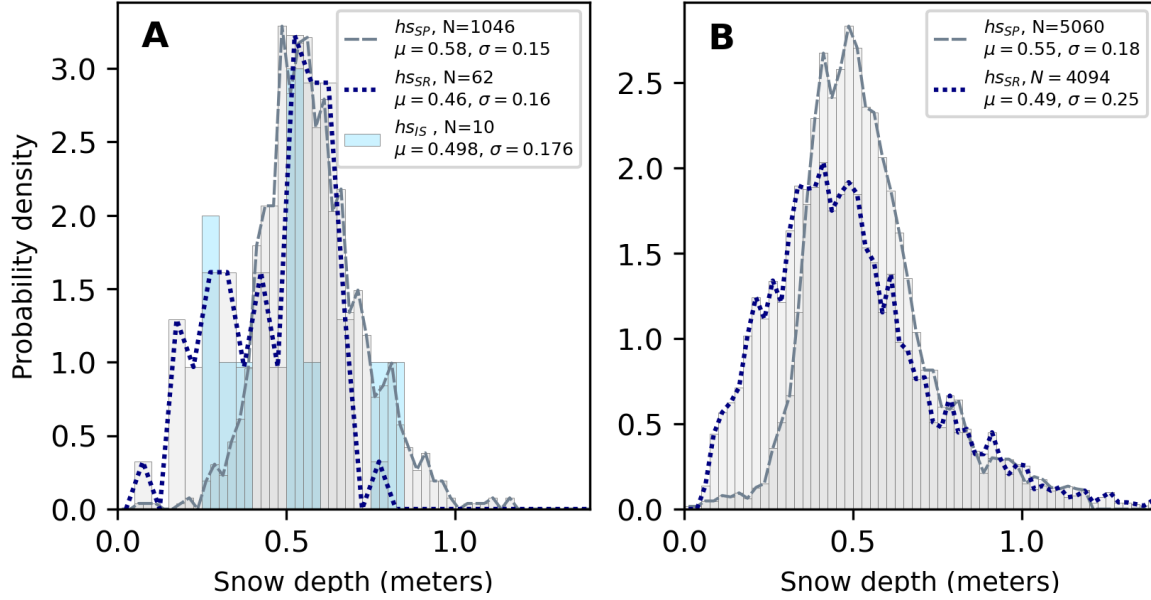 A
hs_SP, N=1046
μ = 0.58, σ = 0.15
hs_SR, N=62
μ = 0.46, σ = 0.16
hs_IS , N=10
μ = 0.498, σ = 0.176
Probability density
3.0
2.5
2.0
1.5
1.0
0.5
0.0
0.0 0.5 1.0
Snow depth (meters)
B
hs_SP, N=5060
μ = 0.55, σ = 0.18
hs_SR, N = 4094
μ = 0.49, σ = 0.25
2.5
2.0
1.5
1.0
0.5
0.0
0.0 0.5 1.0
Snow depth (meters)